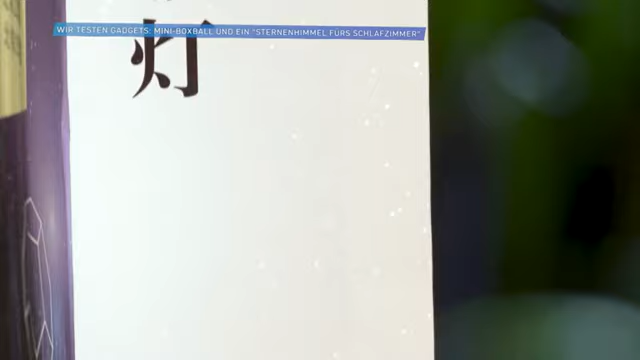 WIR TESTEN GADGETS: MINI-BOXBALL UND EIN "STERNENHIMMEL FÜRS SCHLAFZIMMER"
灯